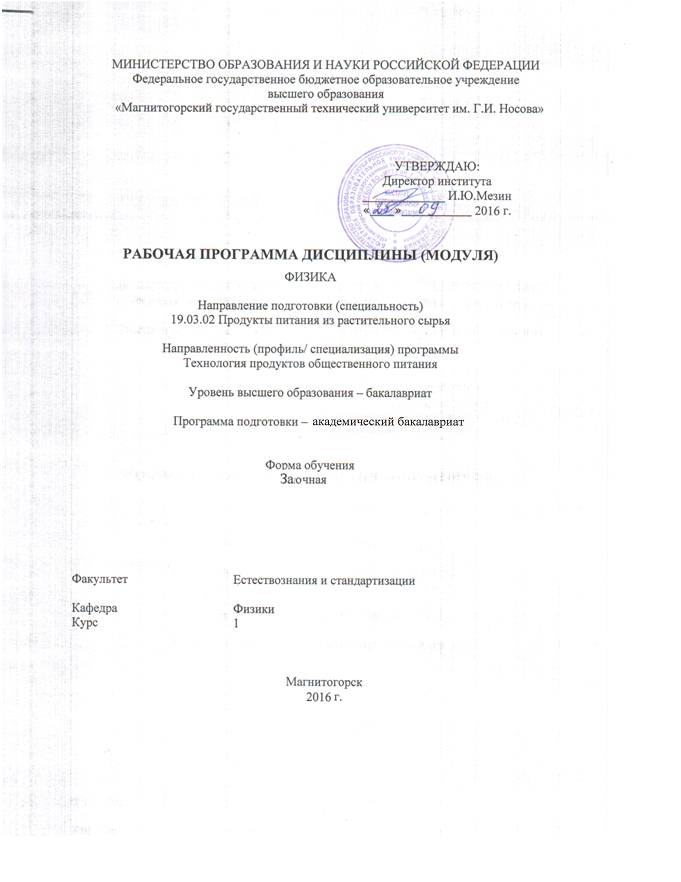 МИНИСТЕРСТВО ОБРАЗОВАНИЯ И НАУКИ РОССИЙСКОЙ ФЕДЕРАЦИИ
Федеральное государственное бюджетное образовательное учреждение
высшего образования
«Магнитогорский государственный технический университет им. Г.И. Носова»
УТВЕРЖДАЮ:
Директор института
И.Ю.Мезин
« » 09 2016 г.
РАБОЧАЯ ПРОГРАММА ДИСЦИПЛИНЫ (МОДУЛЯ)
ФИЗИКА
Направление подготовки (специальность)
19.03.02 Продукты питания из растительного сырья
Направленность (профиль/ специализация) программы
Технология продуктов общественного питания
Уровень высшего образования – бакалавриат
Программа подготовки – академический бакалавриат
Форма обучения
Заочная
Факультет Естествознания и стандартизации
Кафедра Физики
Курс 1
Магнитогорск
2016 г.